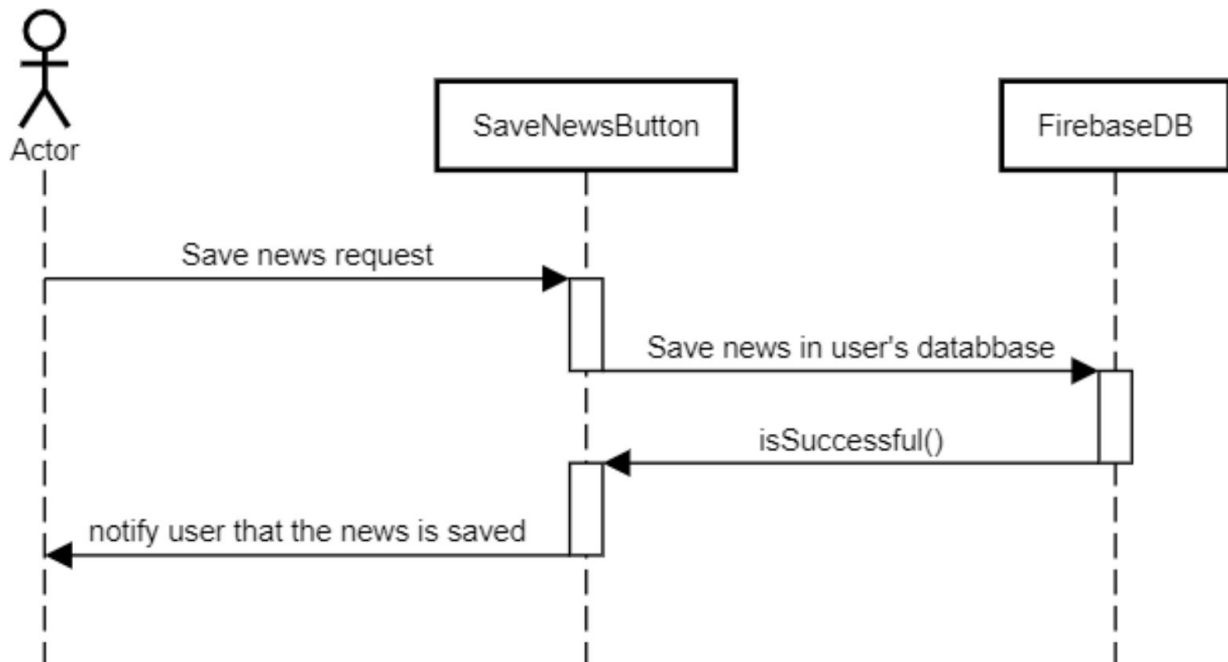 Actor
SaveNewsButton
FirebaseDB
Save news request
Save news in user's databbase
isSuccessful()
notify user that the news is saved